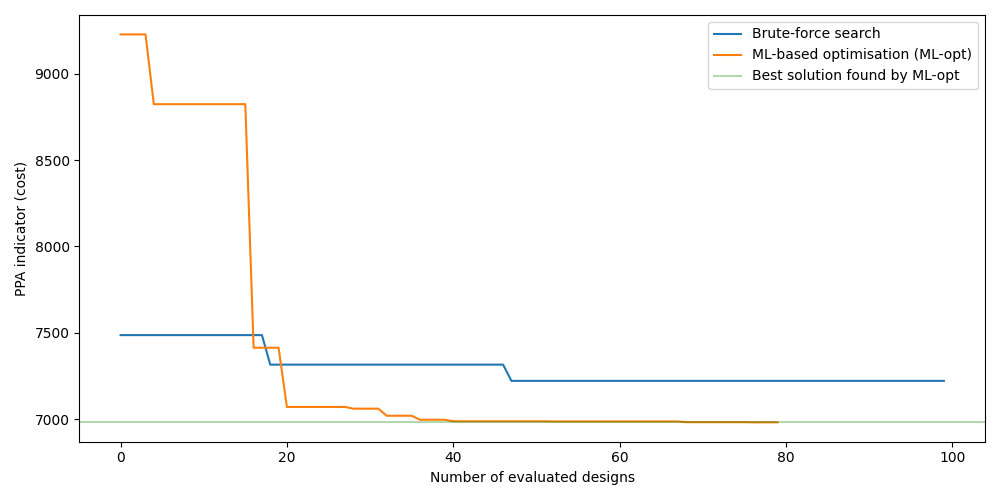 Brute-force search
ML-based optimisation (ML-opt)
Best solution found by ML-opt
PPA indicator (cost)
9000
8500
8000
7500
7000
0 20 40 60 80 100
Number of evaluated designs